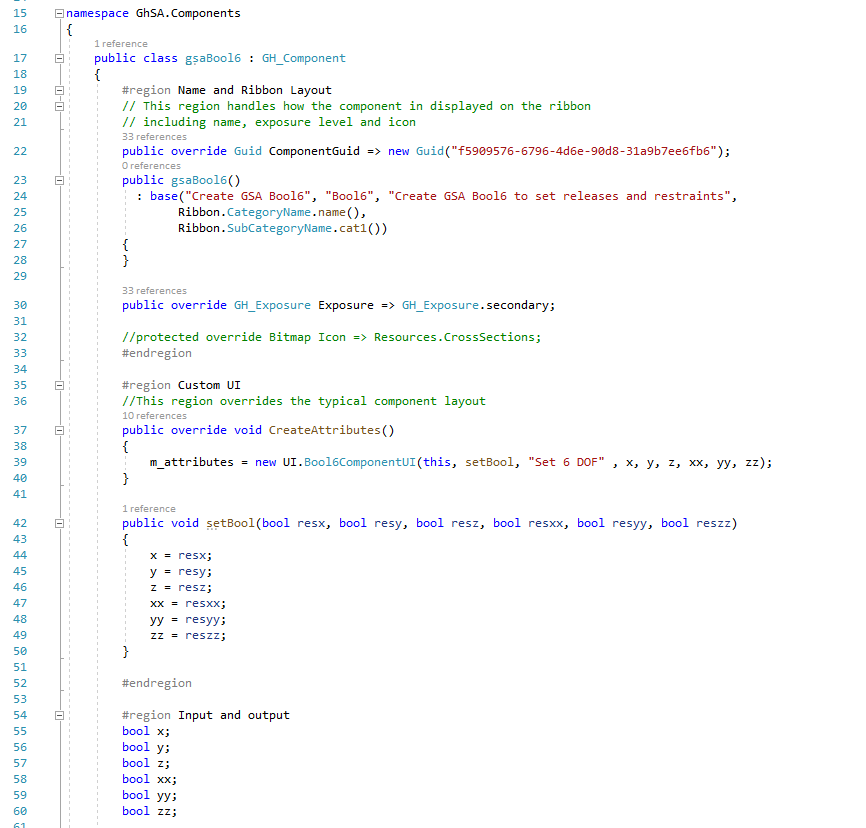 15 namespace GhSA.Components
16 {
1 reference
17 public class gsaBool6 : GH_Component
18 {
19 #region Name and Ribbon Layout
20 // This region handles how the component in displayed on the ribbon
21 // including name, exposure level and icon
33 references
22 public override Guid ComponentGuid => new Guid("f5909576-6796-4d6e-90d8-31a9b7ee6fb6");
0 references
23 public gsaBool6()
24 : base("Create GSA Bool6", "Bool6", "Create GSA Bool6 to set releases and restraints",
25 Ribbon.CategoryName.name(),
26 Ribbon.SubCategoryName.cat1())
27 {
28 }
29
33 references
30 public override GH_Exposure Exposure => GH_Exposure.secondary;
31
32 //protected override Bitmap Icon => Resources.CrossSections;
33 #endregion
34
35 #region Custom UI
36 //This region overrides the typical component layout
10 references
37 public override void CreateAttributes()
38 {
39 m_attributes = new UI.Bool6ComponentUI(this, setBool, "Set 6 DOF" , x, y, z, xx, yy, zz);
40 }
41
1 reference
42 public void setBool(bool resx, bool resy, bool resz, bool resxx, bool resyy, bool reszz)
43 {
44 x = resx;
45 y = resy;
46 z = resz;
47 xx = resxx;
48 yy = resyy;
49 zz = reszz;
50 }
51
52 #endregion
53
54 #region Input and output
55 bool x;
56 bool y;
57 bool z;
58 bool xx;
59 bool yy;
60 bool zz;
61